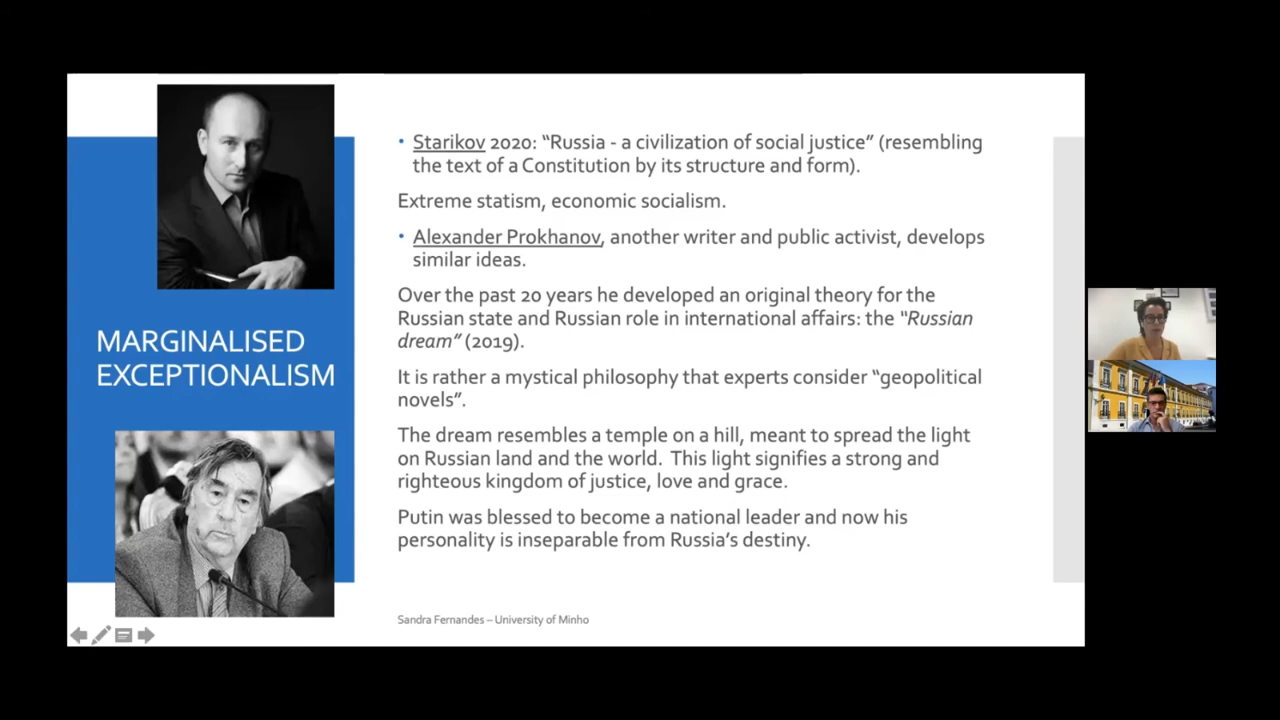 MARGINALISED
EXCEPTIONALISM
• Starikov 2020: “Russia - a civilization of social justice” (resembling
the text of a Constitution by its structure and form).
Extreme statism, economic socialism.
• Alexander Prokhanov, another writer and public activist, develops
similar ideas.
Over the past 20 years he developed an original theory for the
Russian state and Russian role in international affairs: the “Russian
dream” (2019).
It is rather a mystical philosophy that experts consider “geopolitical
novels”.
The dream resembles a temple on a hill, meant to spread the light
on Russian land and the world. This light signifies a strong and
righteous kingdom of justice, love and grace.
Putin was blessed to become a national leader and now his
personality is inseparable from Russia’s destiny.
Sandra Fernandes – University of Minho